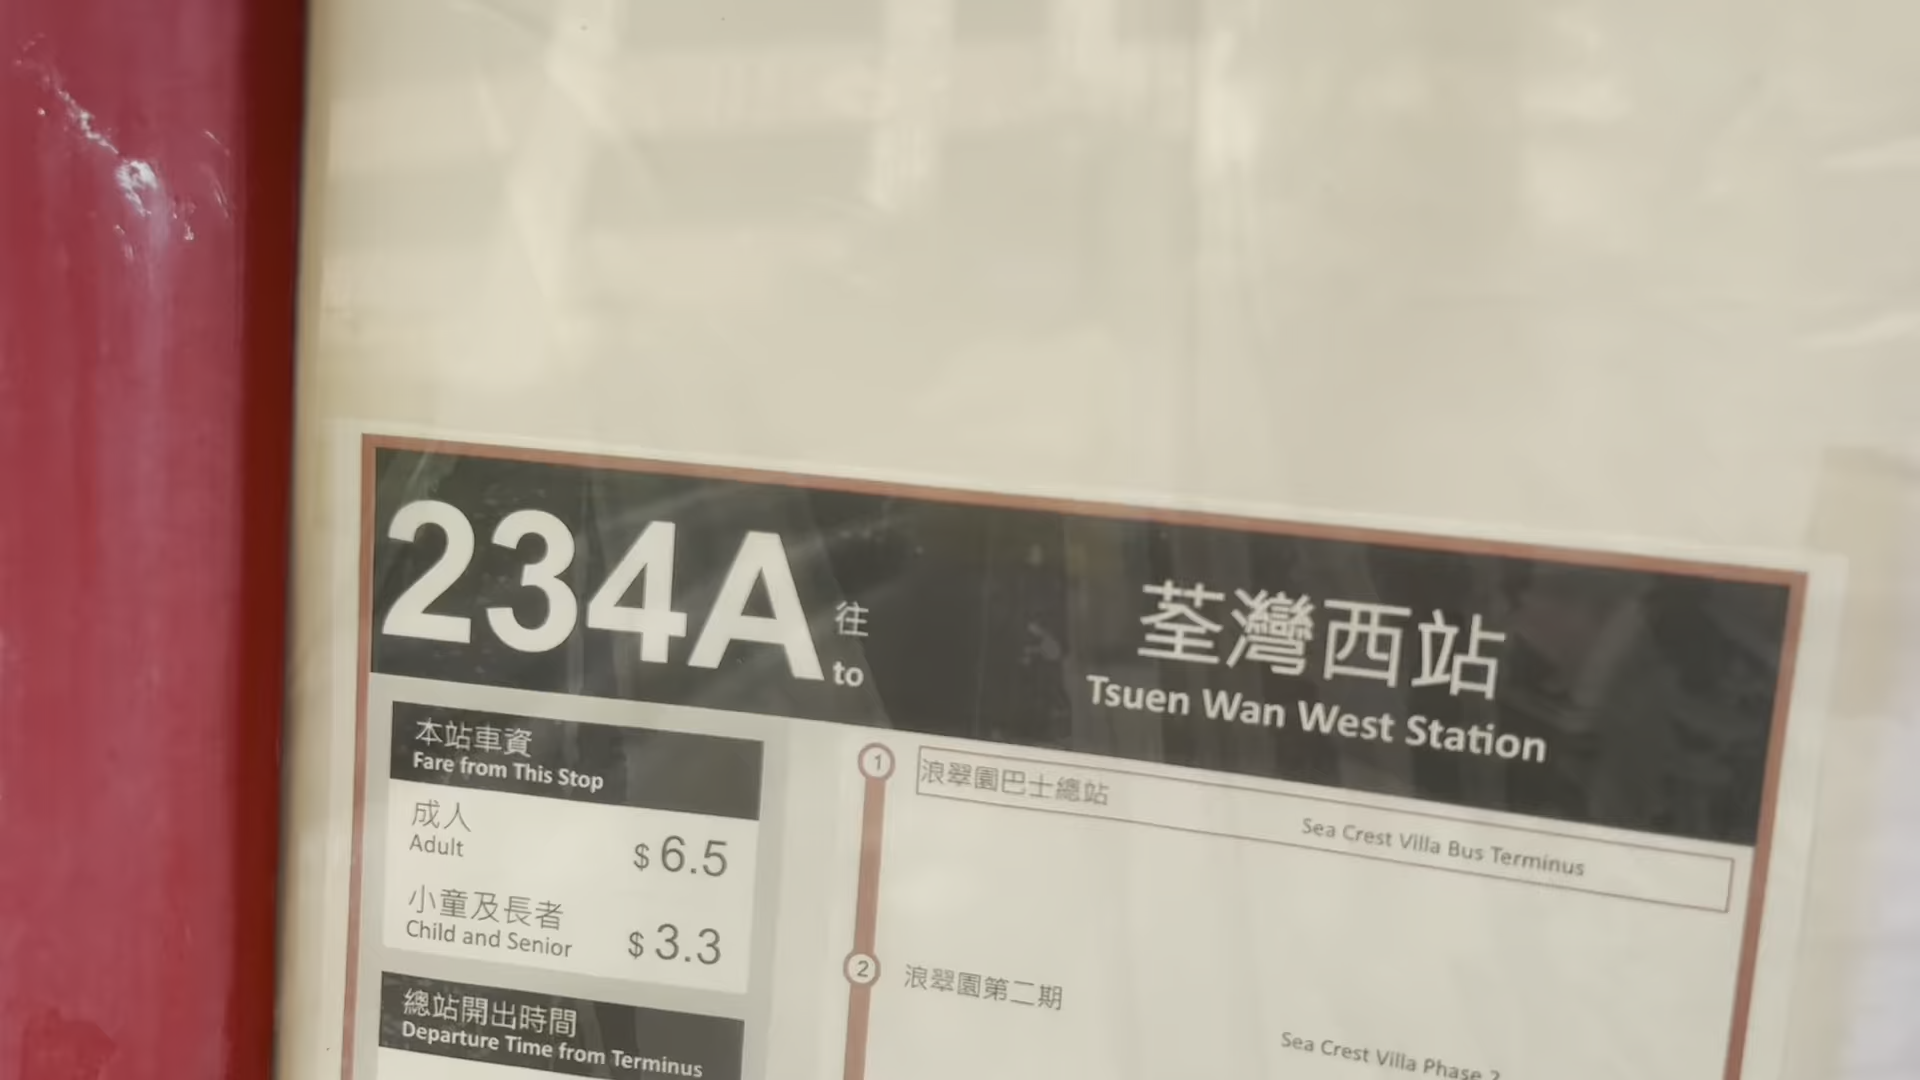 234A 往
to
荃灣西站
Tsuen Wan West Station
本站車資
Fare from This Stop
成人
Adult
$ 6.5
小童及長者
Child and Senior
$ 3.3
總站開出時間
Departure Time from Terminus
1
浪翠園巴士總站
Sea Crest Villa Bus Terminus
2
浪翠園第二期
Sea Crest Villa Phase 2